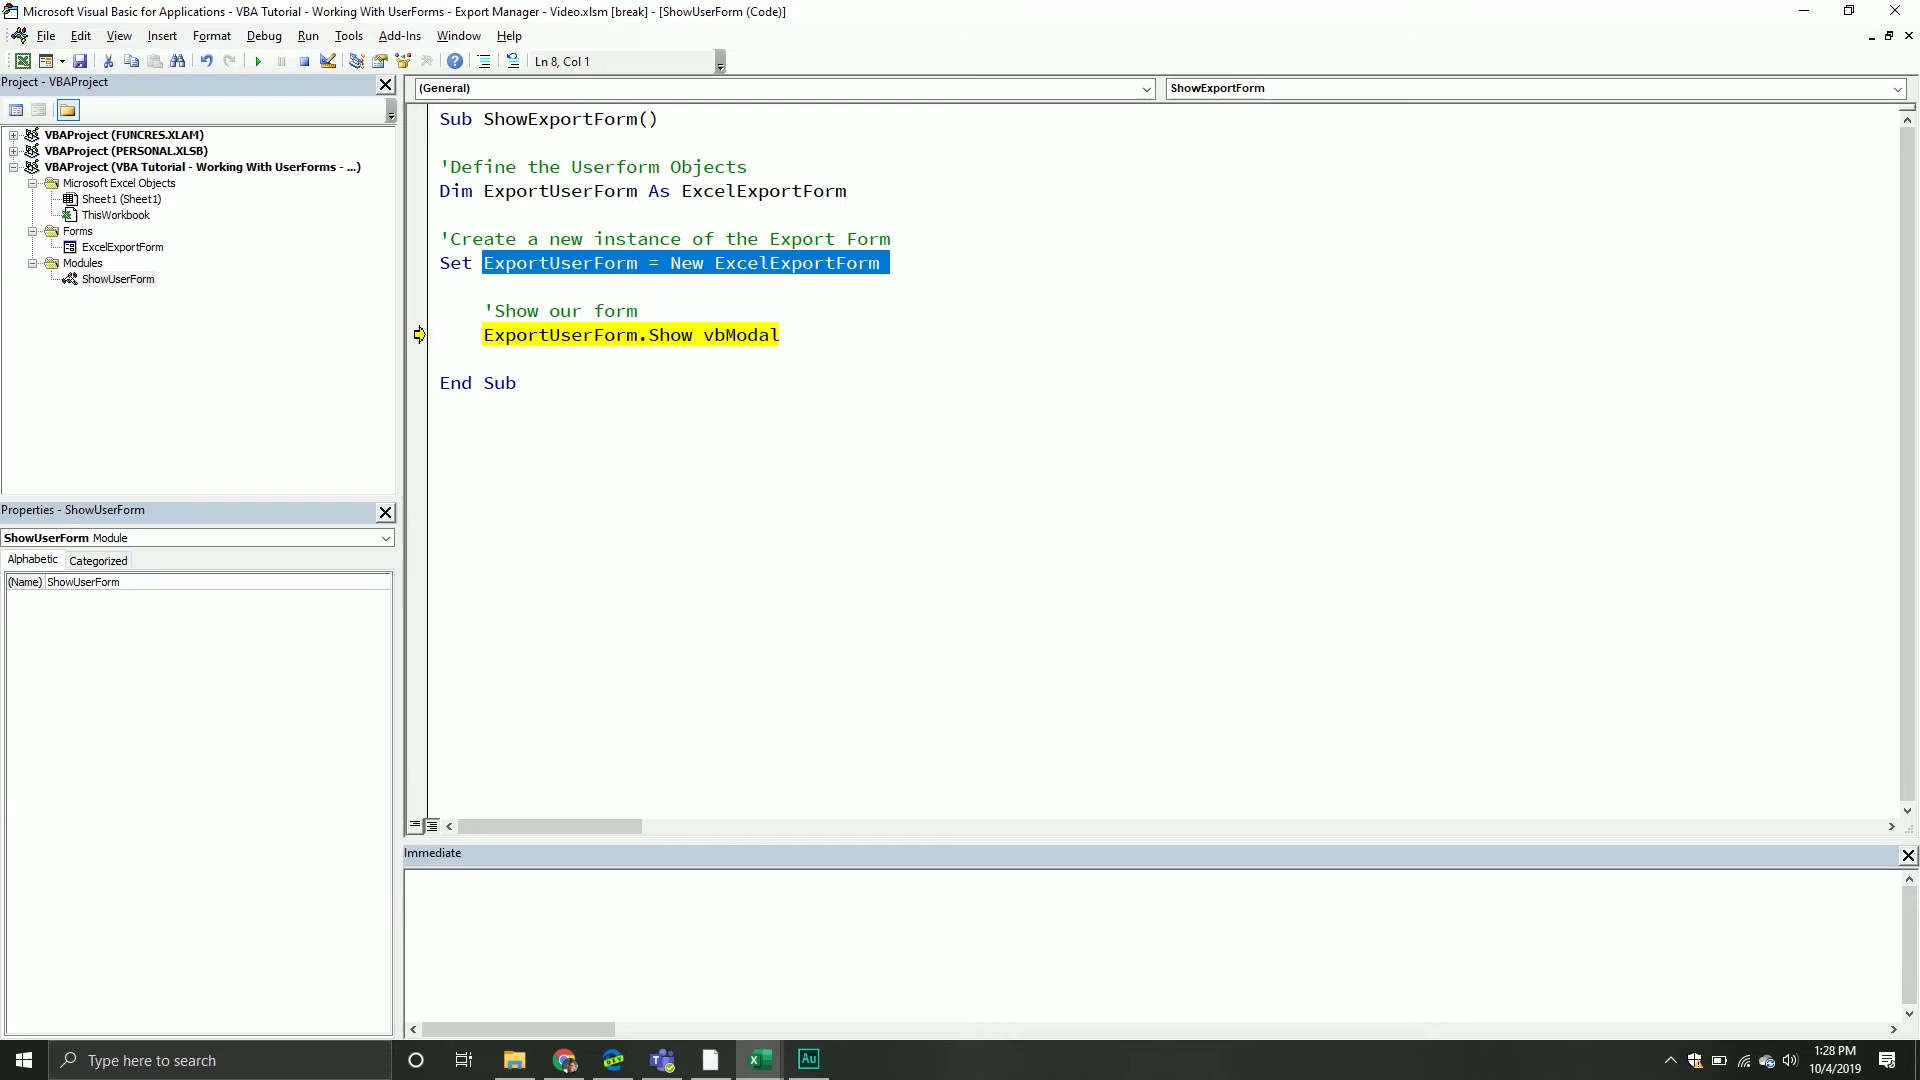 Microsoft Visual Basic for Applications - VBA Tutorial - Working With UserForms - Export Manager - Video.xlsm [break] - [ShowUserForm (Code)]
File Edit View Insert Format Debug Run Tools Add-Ins Window Help
Ln 8, Col 1
Project - VBAProject
(General)
ShowExportForm
VBAProject (FUNCRES.XLAM)
VBAProject (PERSONAL.XLSB)
VBAProject (VBA Tutorial - Working With UserForms - ...)
Microsoft Excel Objects
Sheet1 (Sheet1)
ThisWorkbook
Forms
ExcelExportForm
Modules
ShowUserForm
Sub ShowExportForm()
'Define the Userform Objects
Dim ExportUserForm As ExcelExportForm
'Create a new instance of the Export Form
Set ExportUserForm = New ExcelExportForm
'Show our form
ExportUserForm.Show vbModal
End Sub
Properties - ShowUserForm
ShowUserForm Module
Alphabetic Categorized
(Name) ShowUserForm
Immediate
Type here to search
Au
1:28 PM
10/4/2019